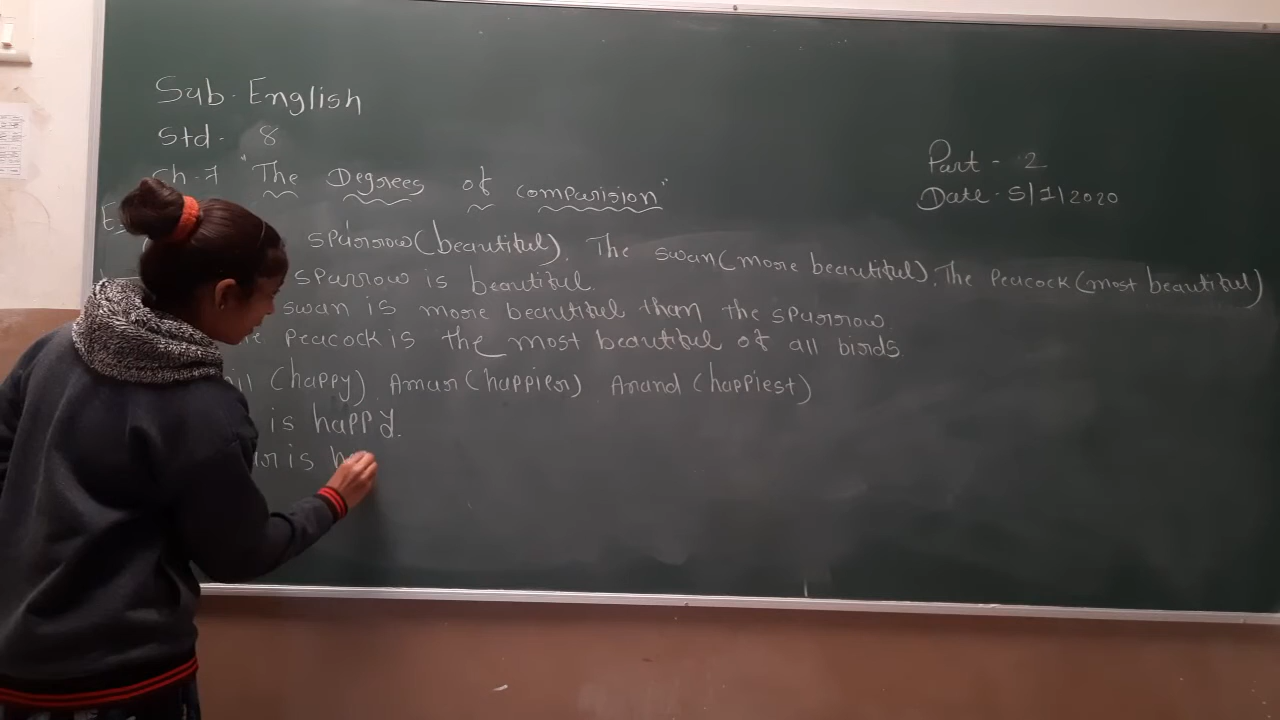 Sub. English
Std- 8
Ch-7 "The Degrees of comparision"
Part - 2
Date - 5/1/2020
sparrow(beautiful). The swan(more beautiful). The Peacock(most beautiful)
sparrow is beautiful.
swan is more beautiful than the sparrow.
Peacock is the most beautiful of all birds.
(happy). Amar(happier). Anand (happiest)
is happy.
is